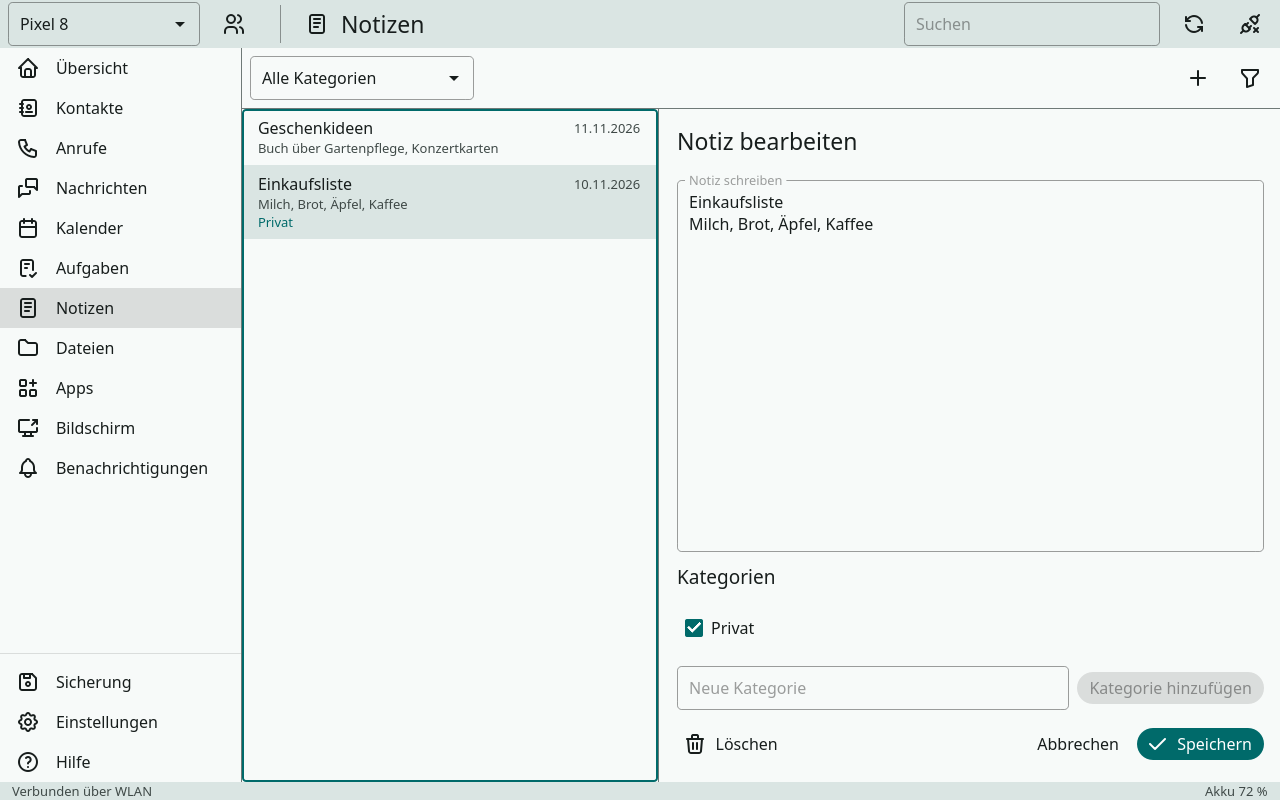 Pixel 8
Notizen
Suchen
Übersicht
Kontakte
Anrufe
Nachrichten
Kalender
Aufgaben
Notizen
Dateien
Apps
Bildschirm
Benachrichtigungen
Sicherung
Einstellungen
Hilfe
Alle Kategorien
Geschenkideen 11.11.2026
Buch über Gartenpflege, Konzertkarten
Einkaufsliste 10.11.2026
Milch, Brot, Äpfel, Kaffee
Privat
Notiz bearbeiten
Notiz schreiben
Einkaufsliste
Milch, Brot, Äpfel, Kaffee
Kategorien
Privat
Neue Kategorie Kategorie hinzufügen
Löschen Abbrechen Speichern
Verbunden über WLAN Akku 72 %